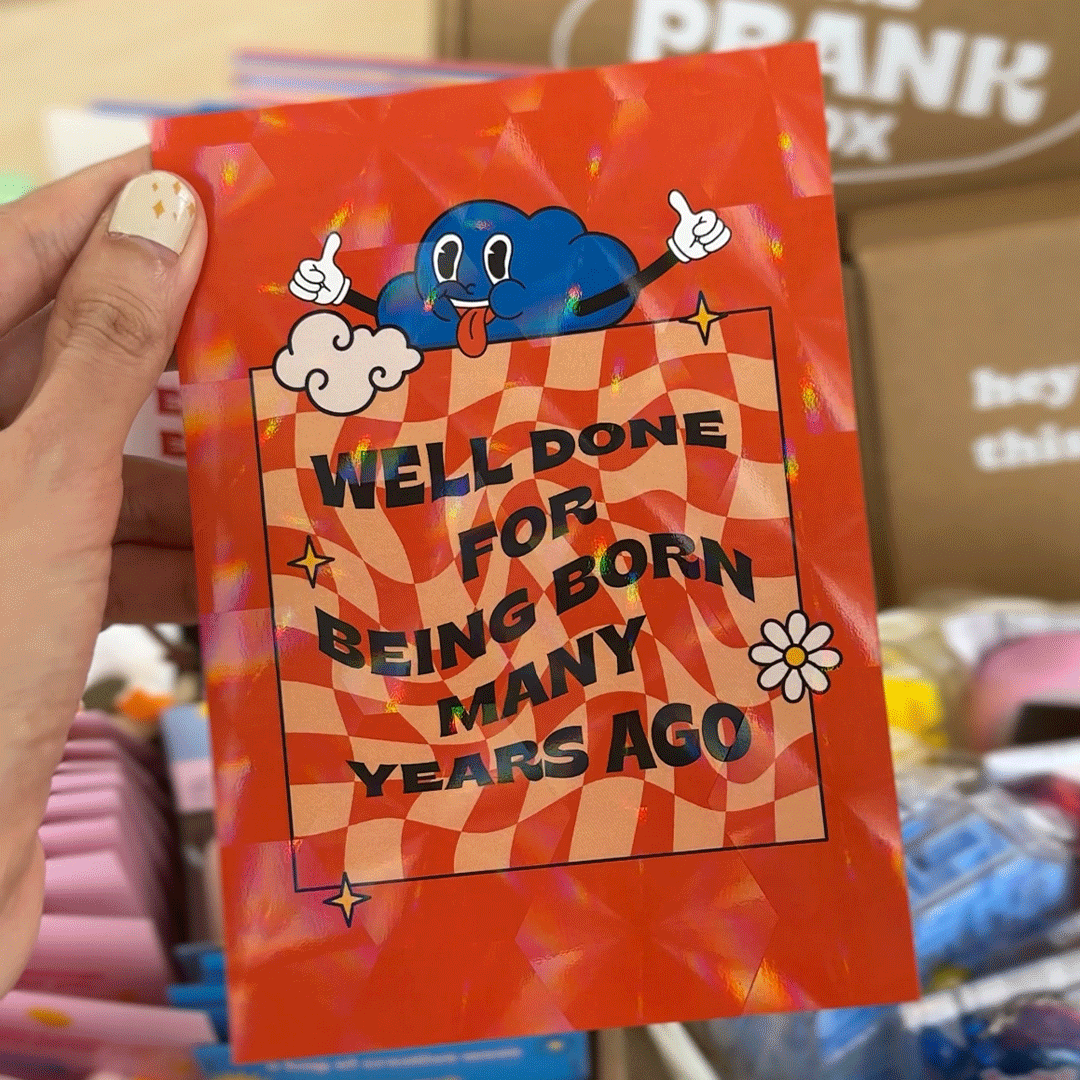 PRANK
WELL DONE
FOR
BEING BORN
MANY
YEARS AGO
hey